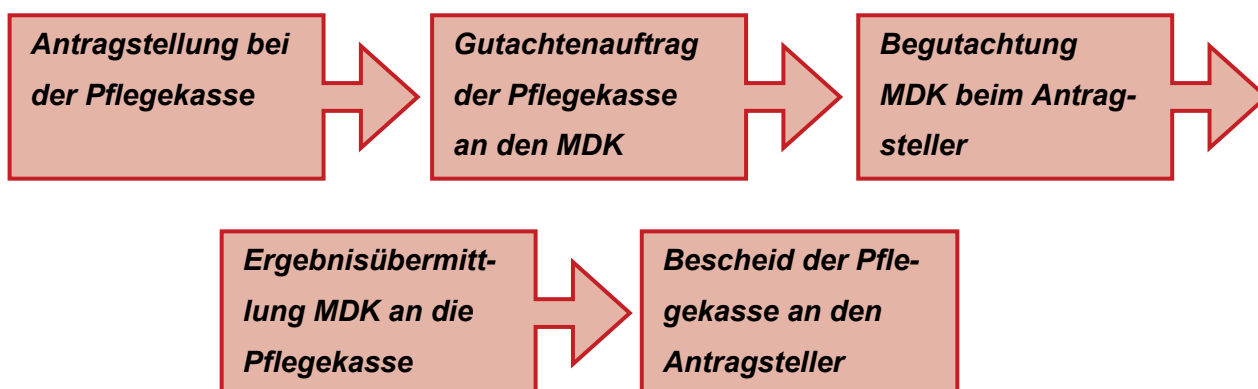 Antragstellung bei
der Pflegekasse
Gutachtenauftrag
der Pflegekasse
an den MDK
Begutachtung
MDK beim Antrag-
steller
Ergebnisübermitt-
lung MDK an die
Pflegekasse
Bescheid der Pfle-
gekasse an den
Antragsteller